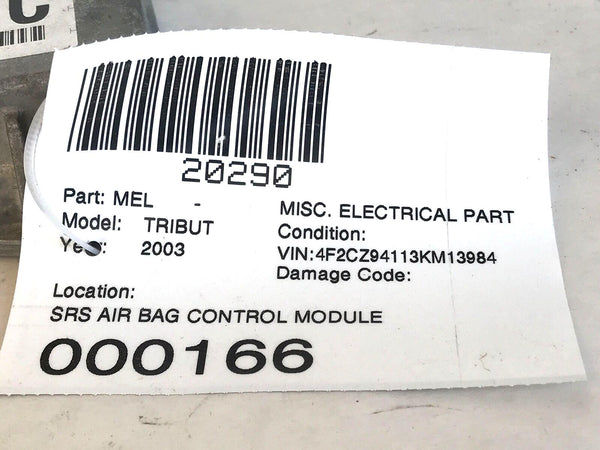 C
20290
Part: MEL -
MISC. ELECTRICAL PART
Model: TRIBUT
Condition:
Year: 2003
VIN:4F2CZ94113KM13984
Damage Code:
Location:
SRS AIR BAG CONTROL MODULE
000166